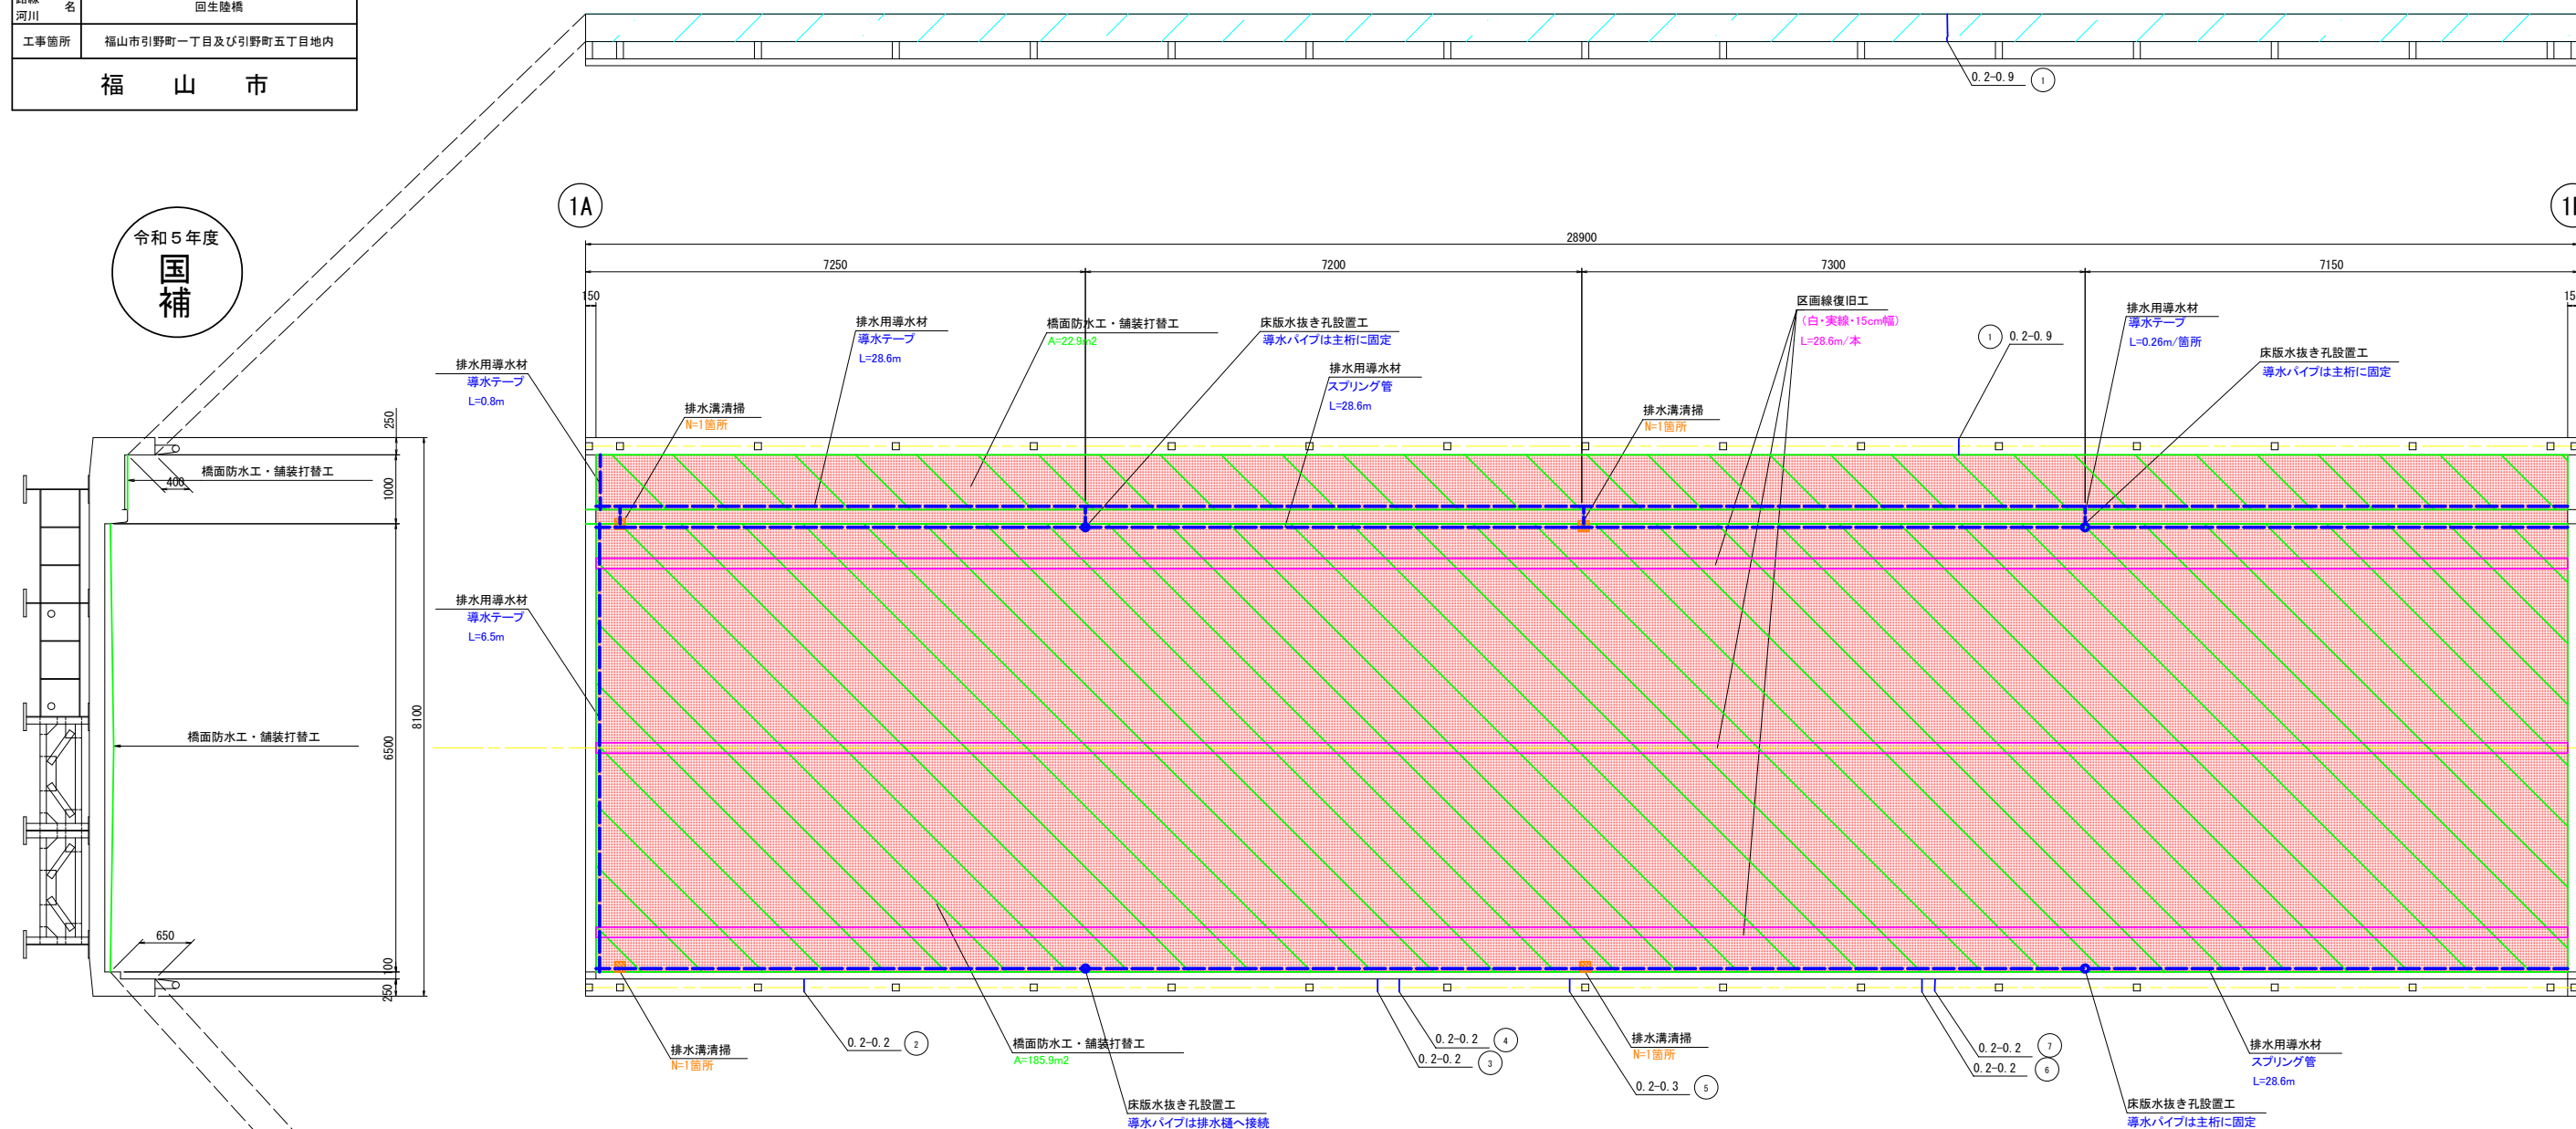 河川 名
回生陸橋
工事箇所 福山市引野町一丁目及び引野町五丁目地内
福 山 市
0.2-0.9 1
令和5年度
国
補
1A
28900
7250 7200 7300 7150
150
排水用導水材
導水テープ
L=0.8m
排水用導水材
導水テープ
L=28.6m
橋面防水工・舗装打替工
A=22.9m2
床版水抜き孔設置工
導水パイプは主桁に固定
排水用導水材
スプリング管
L=28.6m
区画線復旧工
(白・実線・15cm幅)
L=28.6m/本
1 0.2-0.9
排水用導水材
導水テープ
L=0.26m/箇所
床版水抜き孔設置工
導水パイプは主桁に固定
排水溝清掃
N=1箇所
排水溝清掃
N=1箇所
250
橋面防水工・舗装打替工
400
1000
排水用導水材
導水テープ
L=6.5m
橋面防水工・舗装打替工
6500
8100
650
100
250
排水溝清掃
N=1箇所
0.2-0.2 2
橋面防水工・舗装打替工
A=185.9m2
床版水抜き孔設置工
導水パイプは排水樋へ接続
0.2-0.2 4
0.2-0.2 3
排水溝清掃
N=1箇所
0.2-0.3 5
0.2-0.2 7
0.2-0.2 6
排水用導水材
スプリング管
L=28.6m
床版水抜き孔設置工
導水パイプは主桁に固定